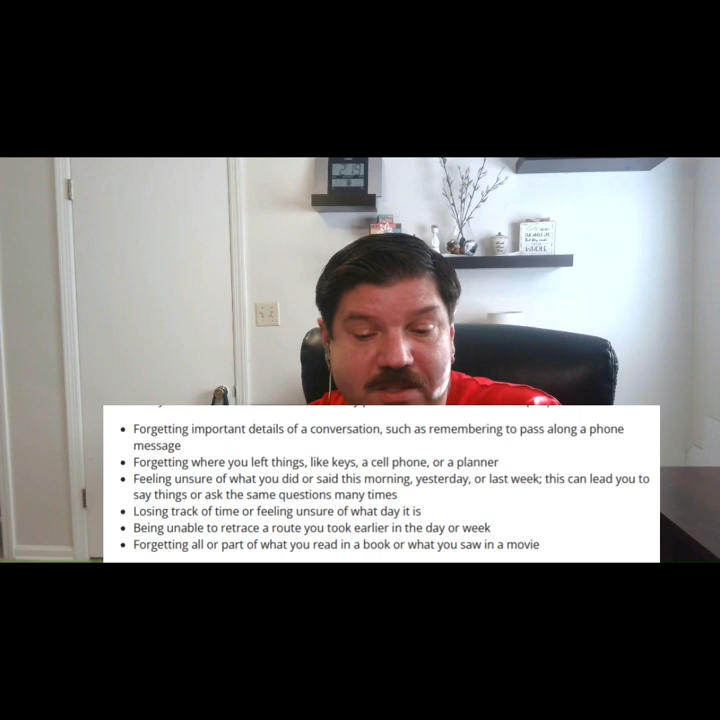 • Forgetting important details of a conversation, such as remembering to pass along a phone
message
• Forgetting where you left things, like keys, a cell phone, or a planner
• Feeling unsure of what you did or said this morning, yesterday, or last week; this can lead you to
say things or ask the same questions many times
• Losing track of time or feeling unsure of what day it is
• Being unable to retrace a route you took earlier in the day or week
• Forgetting all or part of what you read in a book or what you saw in a movie